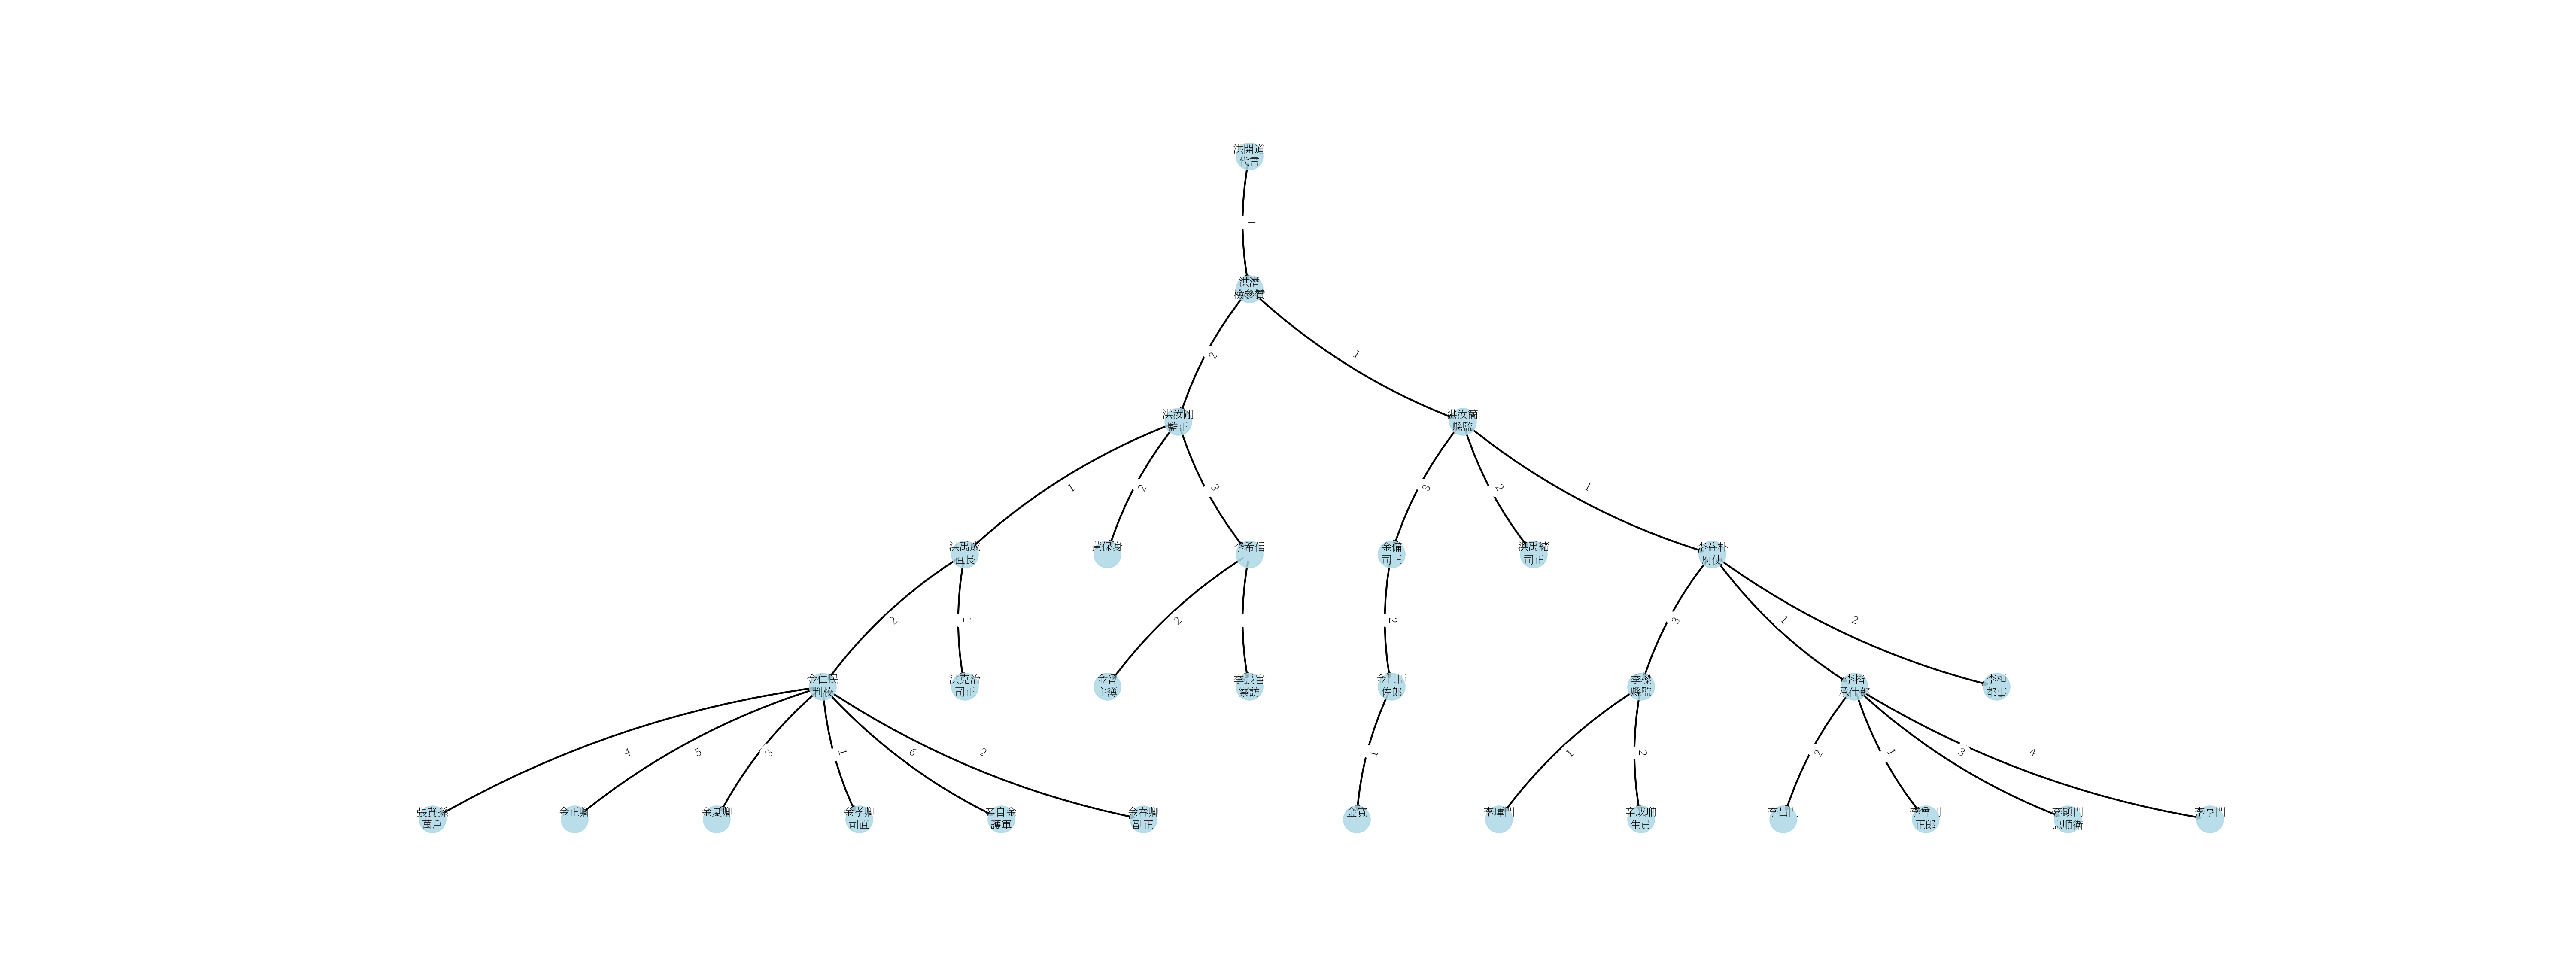 洪開道
代言
1
洪潛
檢參贊
2
1
洪汝剛
監正
洪汝簡
縣監
1
2
3
3
2
1
洪禹成
直長
黃保身
李希信
金備
司正
洪禹緒
司正
李益朴
府使
2
1
2
1
2
3
1
2
金仁民
判校
洪克治
司正
金曾
主簿
李張峕
察訪
金世臣
佐郎
李樑
縣監
李楷
承仕郎
李桓
都事
4
5
3
1
6
2
1
1
2
2
1
3
4
張賢孫
萬戶
金正卿
金夏卿
金孝卿
司直
辛自金
護軍
金春卿
副正
金寬
李琿門
辛成聃
生員
李昌門
李曾門
正郎
李顯門
忠順衛
李亨門